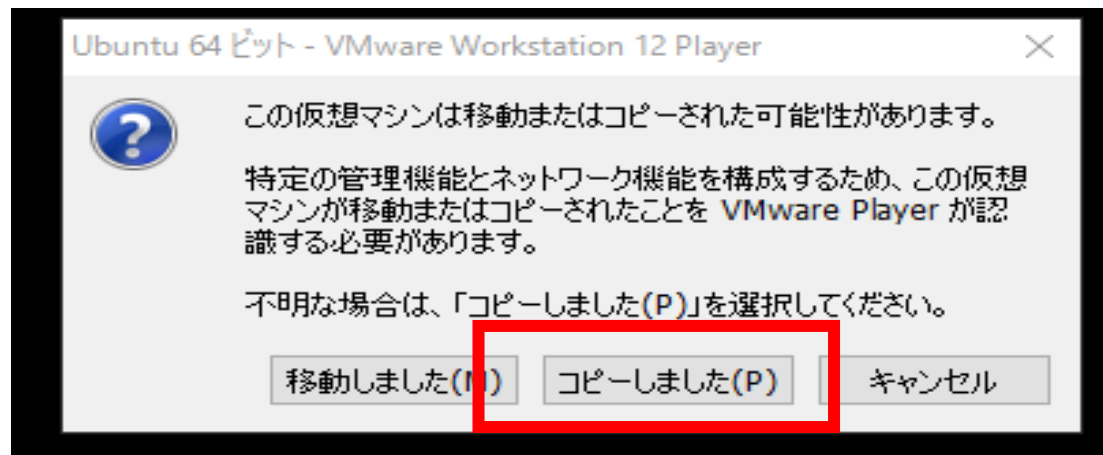 Ubuntu 64 ビット - VMware Workstation 12 Player
この仮想マシンは移動またはコピーされた可能性があります。
特定の管理機能とネットワーク機能を構成するため、この仮想
マシンが移動またはコピーされたことを VMware Player が認
識する必要があります。
不明な場合は、「コピーしました(P)」を選択してください。
移動しました(M) コピーしました(P) キャンセル